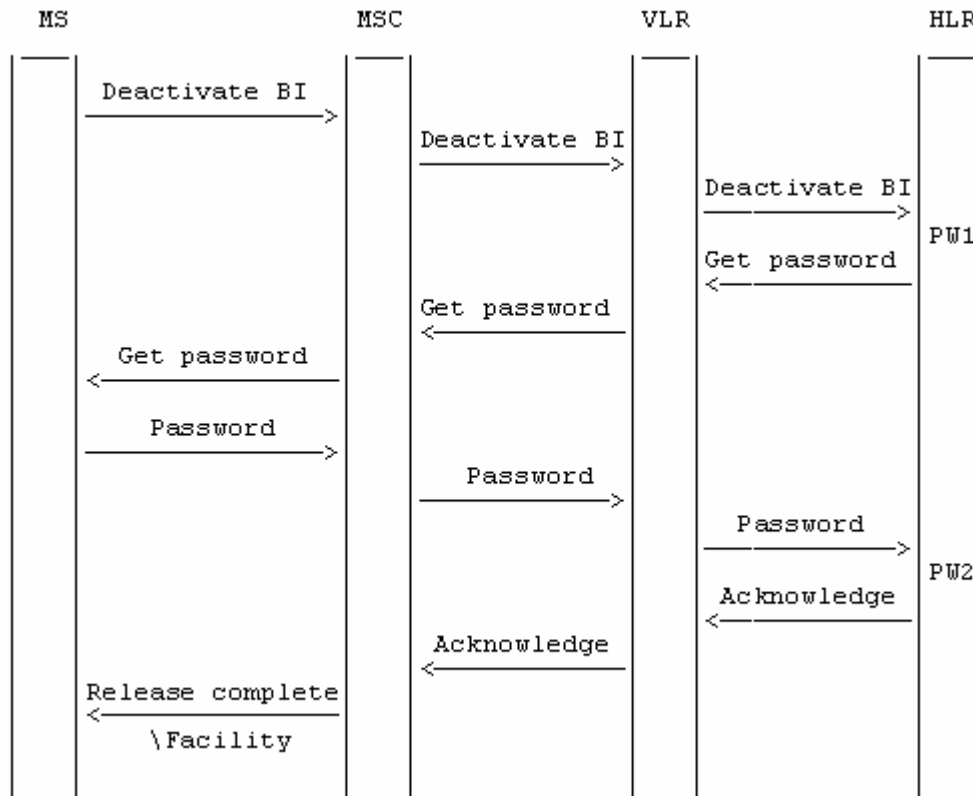 MS MSC VLR HLR
Deactivate BI
Deactivate BI
Deactivate BI
PW1
Get password
Get password
Get password
Password
Password
Password
PW2
Acknowledge
Acknowledge
Release complete
\Facility